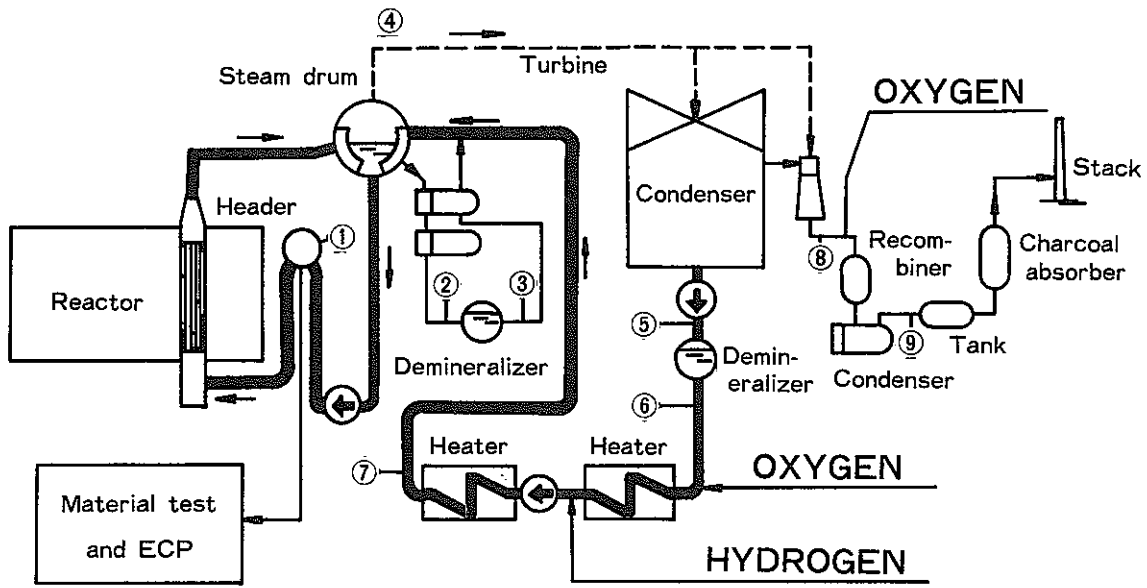 ④
Steam drum
Turbine
OXYGEN
Stack
Header
①
Condenser
⑧
Recom-
biner
Charcoal
absorber
Reactor
②
③
⑤
⑨
Tank
Demineralizer
Demin-
eralizer
Condenser
⑥
Heater
Heater
⑦
OXYGEN
Material test
and ECP
HYDROGEN